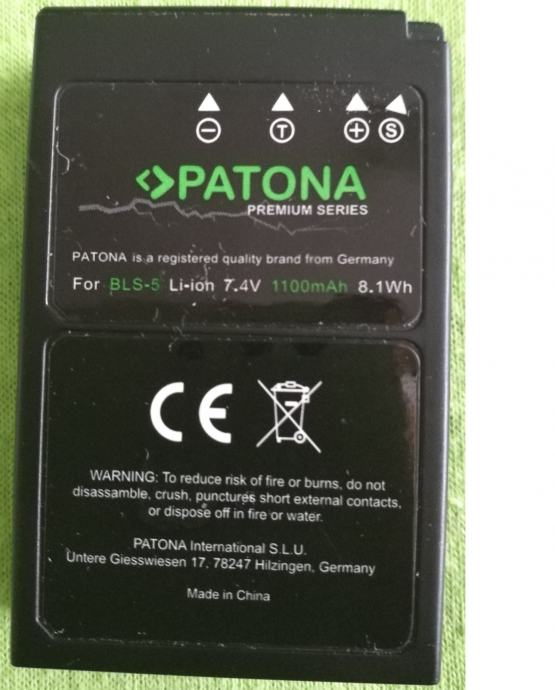 − T + S
PATONA
PREMIUM SERIES
PATONA is a registered quality brand from Germany
For BLS-5 Li-ion 7.4V 1100mAh 8.1Wh
CE
WARNING: To reduce risk of fire or burns, do not
disassamble, crush, punctures short external contacts,
or dispose off in fire or water.
PATONA International S.L.U.
Untere Giesswiesen 17, 78247 Hilzingen, Germany
Made in China